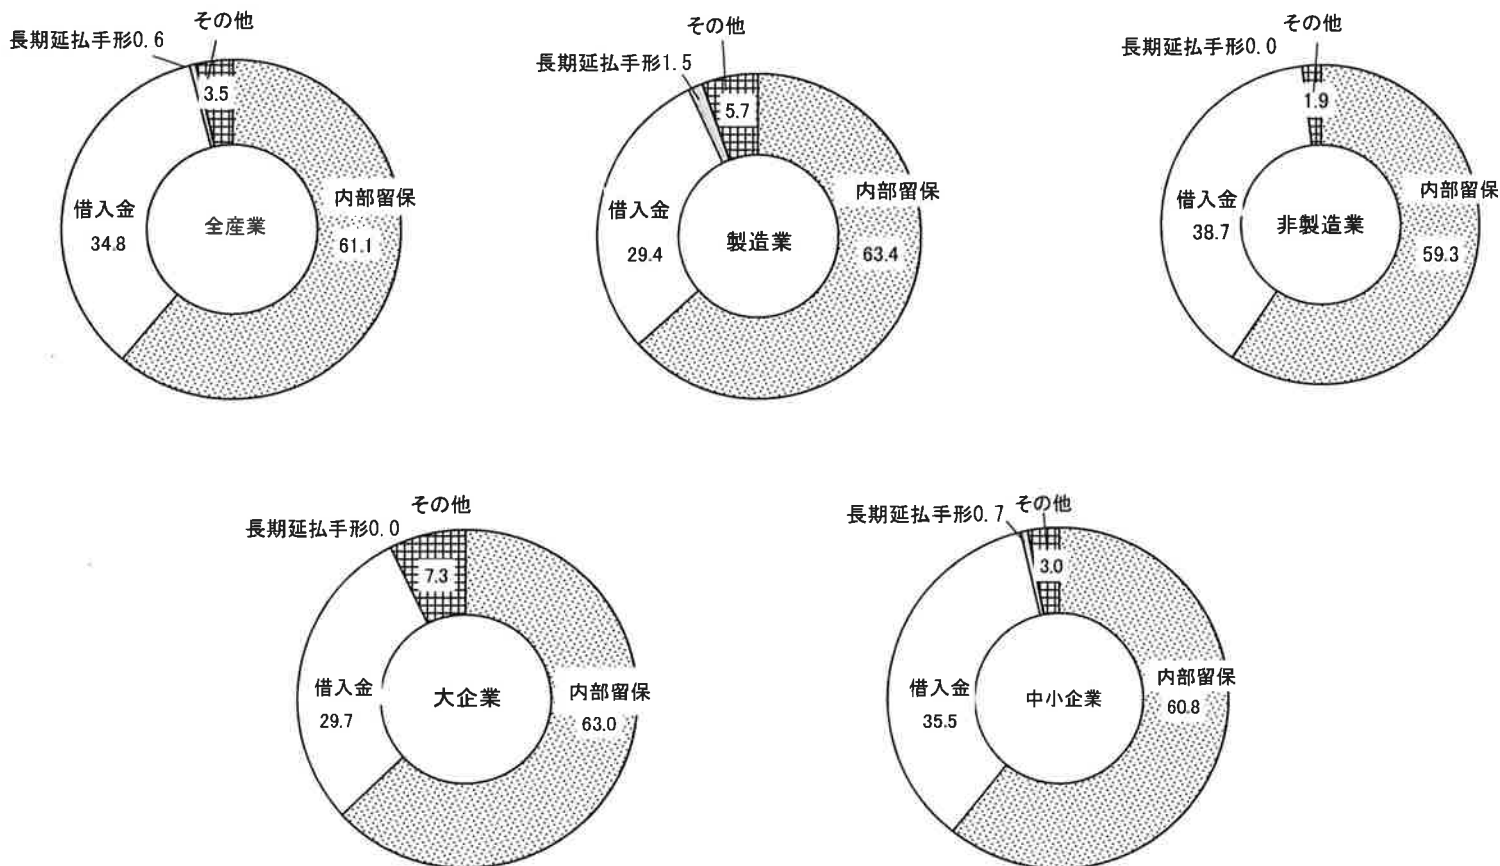 その他
長期延払手形0.6
3.5
内部留保
61.1
借入金
34.8
全産業
その他
長期延払手形1.5
5.7
内部留保
63.4
借入金
29.4
製造業
その他
長期延払手形0.0
1.9
内部留保
59.3
借入金
38.7
非製造業
その他
長期延払手形0.0
7.3
内部留保
63.0
借入金
29.7
大企業
その他
長期延払手形0.7
3.0
内部留保
60.8
借入金
35.5
中小企業